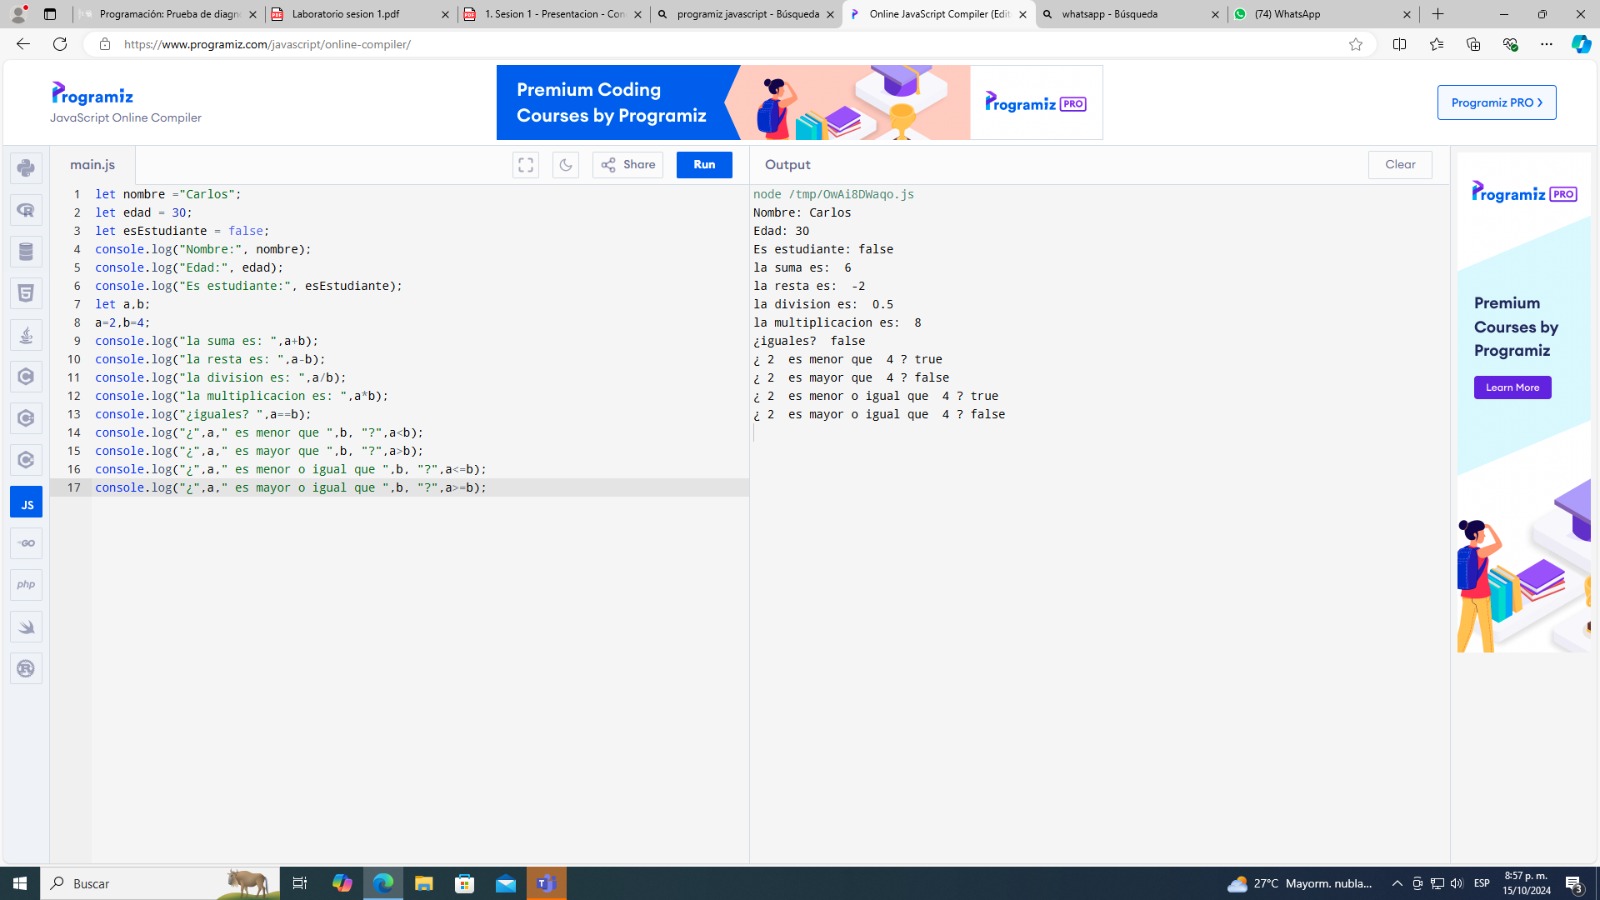 Programación: Prueba de diagn
Laboratorio sesion 1.pdf
1. Sesion 1 - Presentacion - Con
programiz javascript - Búsqueda
Online JavaScript Compiler (Edit
whatsapp - Búsqueda
(74) WhatsApp
https://www.programiz.com/javascript/online-compiler/
Programiz
JavaScript Online Compiler
Premium Coding
Courses by Programiz
Programiz PRO
Programiz PRO
main.js
Share
Run
Output
Clear
1 let nombre ="Carlos";
2 let edad = 30;
3 let esEstudiante = false;
4 console.log("Nombre:", nombre);
5 console.log("Edad:", edad);
6 console.log("Es estudiante:", esEstudiante);
7 let a,b;
8 a=2,b=4;
9 console.log("la suma es: ",a+b);
10 console.log("la resta es: ",a-b);
11 console.log("la division es: ",a/b);
12 console.log("la multiplicacion es: ",a*b);
13 console.log("¿iguales? ",a==b);
14 console.log("¿",a," es menor que ",b, "?",a<b);
15 console.log("¿",a," es mayor que ",b, "?",a>b);
16 console.log("¿",a," es menor o igual que ",b, "?",a<=b);
17 console.log("¿",a," es mayor o igual que ",b, "?",a>=b);
node /tmp/OwAi8DWaqo.js
Nombre: Carlos
Edad: 30
Es estudiante: false
la suma es:  6
la resta es:  -2
la division es:  0.5
la multiplicacion es:  8
¿iguales?  false
¿ 2  es menor que  4 ? true
¿ 2  es mayor que  4 ? false
¿ 2  es menor o igual que  4 ? true
¿ 2  es mayor o igual que  4 ? false
Programiz PRO
Premium
Courses by
Programiz
Learn More
JS
GO
php
Buscar
27°C Mayorm. nubla...
ESP
8:57 p. m.
15/10/2024
3